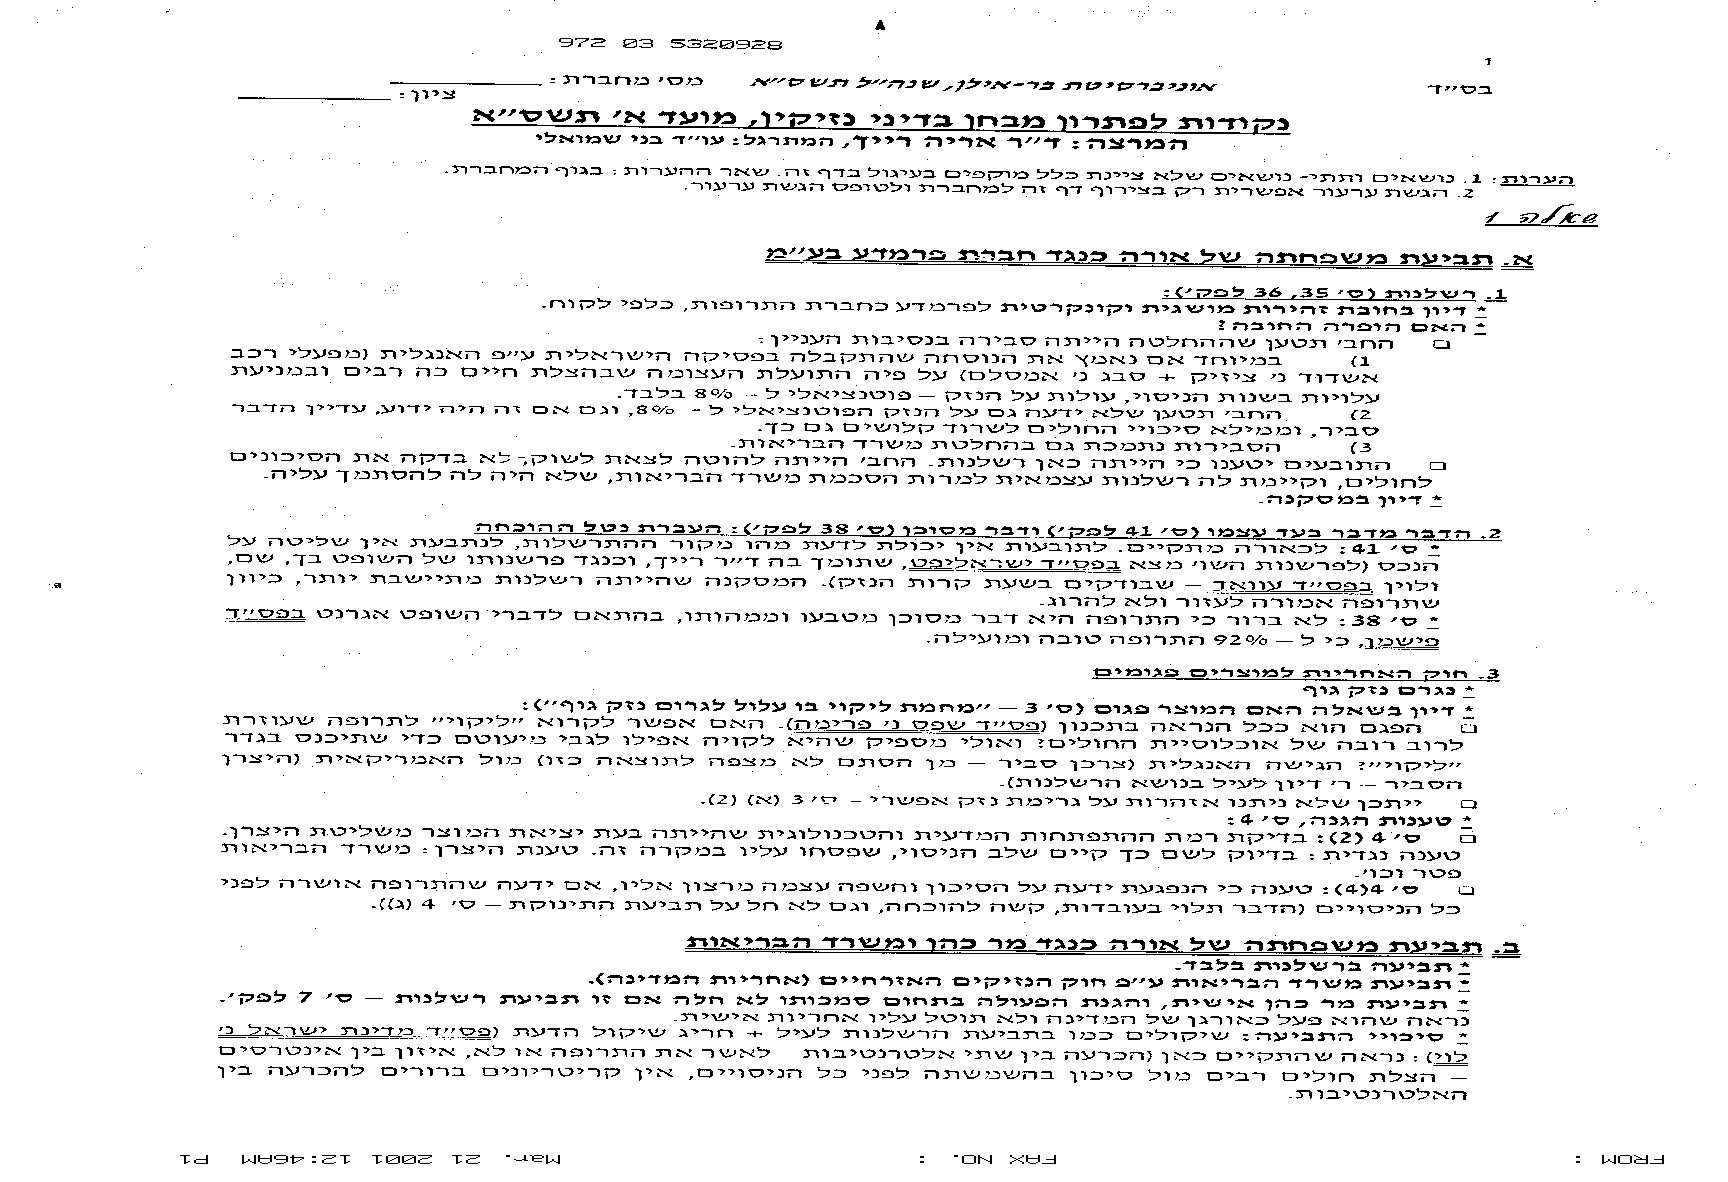 972 03 5320928
1
בס״ד אוניברסיטת בר-אילן, שנה״ל תשס״א מס׳ מחברת: ________
ציון: ________
נקודות לפתרון מבחן בדיני נזיקין, מועד א׳ תשס״א
המרצה: ד״ר אריה רייך, המתרגל: עו״ד בני שמואלי
הערות: 1. נושאים ותתי- נושאים שלא ציינת כלל מוקפים בעיגול בדף זה. שאר ההערות: בגוף המחברת.
2. הגשת ערעור אפשרית רק בצירוף דף זה למחברת ולטופס הגשת ערעור.
שאלה 1
א. תביעת משפחתה של אורה כנגד חברת פרמדע בע״מ
1. רשלנות (ס׳ 35, 36 לפק׳):
* דיון בחובת זהירות מושגית וקונקרטית לפרמדע כחברת התרופות, כלפי לקוח.
* האם הופרה החובה?
□ החב׳ תטען שההחלטה הייתה סבירה בנסיבות העניין:
1) במיוחד אם נאמץ את הנוסחה שהתקבלה בפסיקה הישראלית ע״פ האנגלית (מפעלי רכב
אשדוד נ׳ ציזיק + סבג נ׳ אמסלם) על פיה התועלת העצומה שבהצלת חיים כה רבים ובמניעת
עלויות בשנות הניסוי, עולות על הנזק – פוטנציאלי ל - 8% בלבד.
2) החב׳ תטען שלא ידעה גם על הנזק הפוטנציאלי ל - 8%, וגם אם זה היה ידוע, עדיין הדבר
סביר, וממילא סיכויי החולים לשרוד קלושים גם כך.
3) הסבירות נתמכת גם בהחלטת משרד הבריאות.
□ התובעים יטענו כי הייתה כאן רשלנות. החב׳ הייתה להוטה לצאת לשוק, לא בדקה את הסיכונים
לחולים, וקיימת לה רשלנות עצמאית למרות הסכמת משרד הבריאות, שלא היה לה להסתמך עליה.
* דיון במסקנה.
2. הדבר מדבר בעד עצמו (ס׳ 41 לפק׳) ודבר מסוכן (ס׳ 38 לפק׳): העברת נטל ההוכחה
* ס׳ 41: לכאורה מתקיים. לתובעות אין יכולת לדעת מהו מקור ההתרשלות, לנתבעת אין שליטה על
הנכס (לפרשנות השו׳ מצא בפס״ד ישראליפט, שתומך בה ד״ר רייך, וכנגד פרשנותו של השופט בך, שם,
ולוין בפס״ד עוואד – שבודקים בשעת קרות הנזק). המסקנה שהייתה רשלנות מתיישבת יותר, כיוון
שתרופה אמורה לעזור ולא להרוג.
* ס׳ 38: לא ברור כי התרופה היא דבר מסוכן מטבעו וממהותו, בהתאם לדברי השופט אגרנט בפס״ד
פישמן, כי ל – 92% התרופה טובה ומועילה.
3. חוק האחריות למוצרים פגומים
* נגרם נזק גוף
* דיון בשאלה האם המוצר פגום (ס׳ 3 – ״מחמת ליקוי בו עלול לגרום נזק גוף״):
□ הפגם הוא ככל הנראה בתכנון (פס״ד שפס נ׳ פרימה). האם אפשר לקרוא ״ליקוי״ לתרופה שעוזרת
לרוב רובה של אוכלוסיית החולים? ואולי מספיק שהיא לקויה אפילו לגבי מיעוטם כדי שתיכנס בגדר
״ליקוי״? הגישה האנגלית (צרכן סביר – מן הסתם לא מצפה לתוצאה כזו) מול האמריקאית (היצרן
הסביר – ר׳ דיון לעיל בנושא הרשלנות).
□ ייתכן שלא ניתנו אזהרות על גרימת נזק אפשרי – ס׳ 3 (א) (2).
* טענות הגנה, ס׳ 4:
□ ס׳ 4 (2): בדיקת רמת ההתפתחות המדעית והטכנולוגית שהייתה בעת יציאת המוצר משליטת היצרן.
טענה נגדית: בדיוק לשם כך קיים שלב הניסוי, שפסחו עליו במקרה זה. טענת היצרן: משרד הבריאות
פטר וכו׳.
□ ס׳ 4(4): טענה כי הנפגעת ידעה על הסיכון וחשפה עצמה מרצון אליו, אם ידעה שהתרופה אושרה לפני
כל הניסויים (הדבר תלוי בעובדות, קשה להוכחה, וגם לא חל על תביעת התינוקת – ס׳ 4 (ג)).
ב. תביעת משפחתה של אורה כנגד מר כהן ומשרד הבריאות
* תביעה ברשלנות בלבד.
* תביעת משרד הבריאות ע״פ חוק הנזיקים האזרחיים (אחריות המדינה).
* תביעת מר כהן אישית, והגנת הפעולה בתחום סמכותו לא חלה אם זו תביעת רשלנות – ס׳ 7 לפק׳.
נראה שהוא פעל כאורגן של המדינה ולא תוטל עליו אחריות אישית.
* סיכויי התביעה: שיקולים כמו בתביעת הרשלנות לעיל + חריג שיקול הדעת (פס״ד מדינת ישראל נ׳
לוי): נראה שהתקיים כאן (הכרעה בין שתי אלטרנטיבות לאשר את התרופה או לא, איזון בין אינטרסים
– הצלת חולים רבים מול סיכון בהשמשתה לפני כל הניסויים, אין קריטריונים ברורים להכרעה בין
האלטרנטיבות.
FROM : FAX NO. : Mar. 21 2001 12:46AM P1